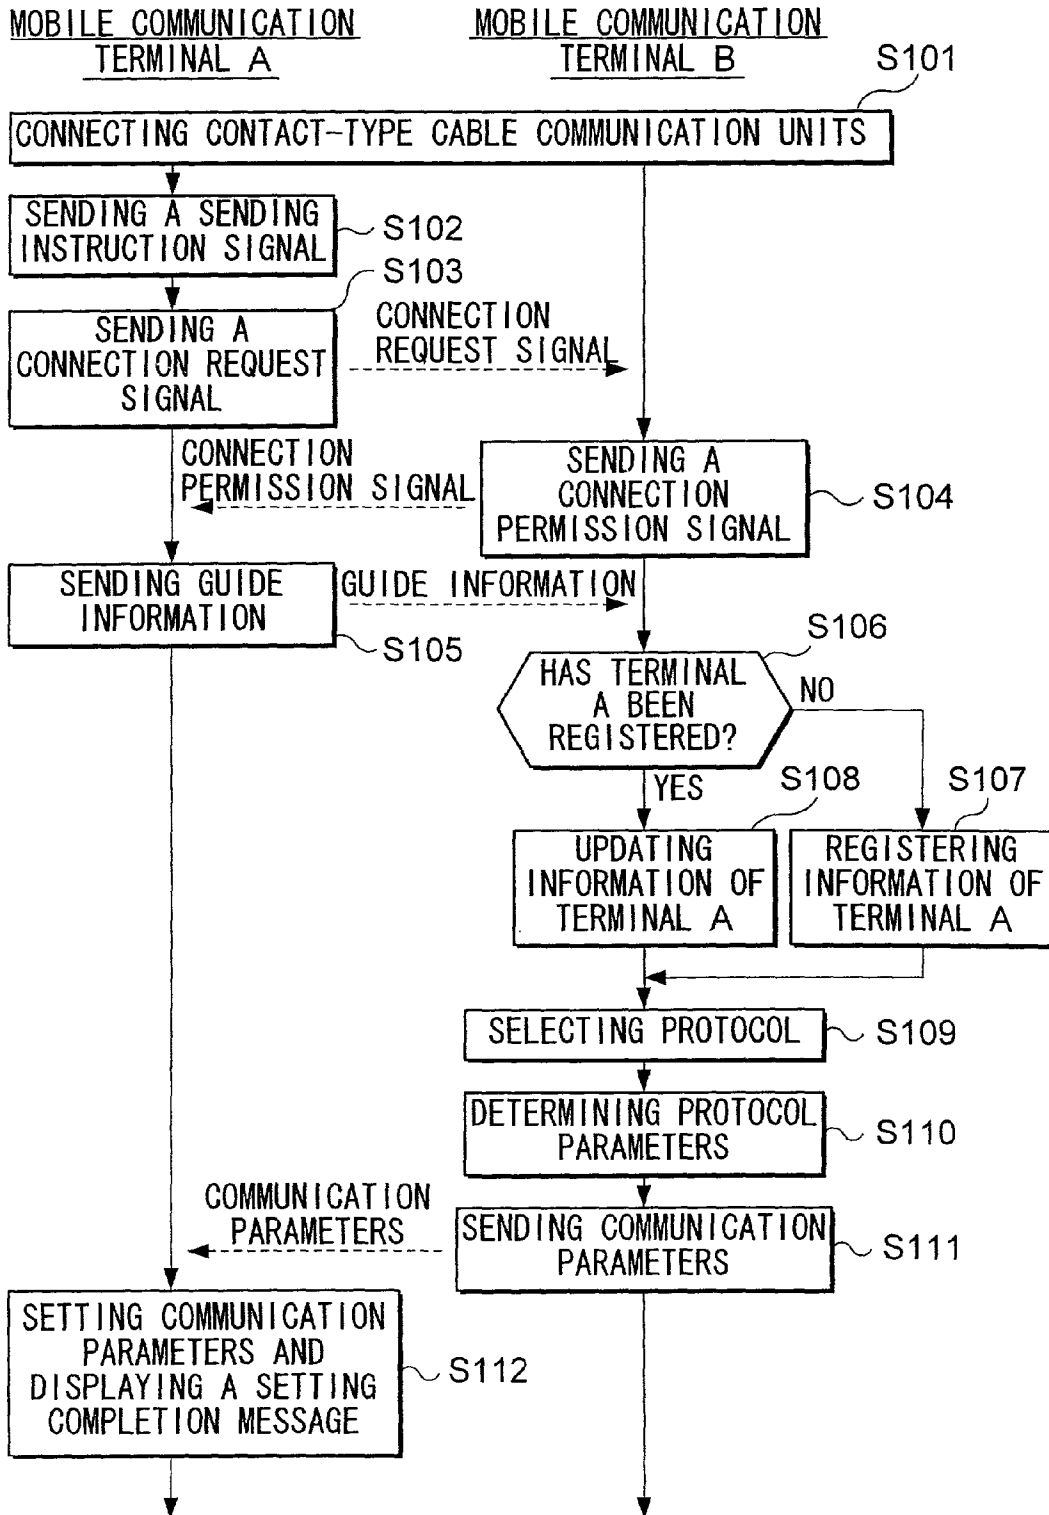 MOBILE COMMUNICATION
TERMINAL A
MOBILE COMMUNICATION
TERMINAL B
S101
CONNECTING CONTACT-TYPE CABLE COMMUNICATION UNITS
SENDING A SENDING
INSTRUCTION SIGNAL
S102
S103
SENDING A
CONNECTION REQUEST
SIGNAL
CONNECTION
REQUEST SIGNAL
CONNECTION
PERMISSION SIGNAL
SENDING A
CONNECTION
PERMISSION SIGNAL
S104
SENDING GUIDE
INFORMATION
GUIDE INFORMATION
S105
S106
HAS TERMINAL
A BEEN
REGISTERED?
NO
YES
S108
S107
UPDATING
INFORMATION OF
TERMINAL A
REGISTERING
INFORMATION OF
TERMINAL A
SELECTING PROTOCOL
S109
DETERMINING PROTOCOL
PARAMETERS
S110
COMMUNICATION
PARAMETERS
SENDING COMMUNICATION
PARAMETERS
S111
SETTING COMMUNICATION
PARAMETERS AND
DISPLAYING A SETTING
COMPLETION MESSAGE
S112